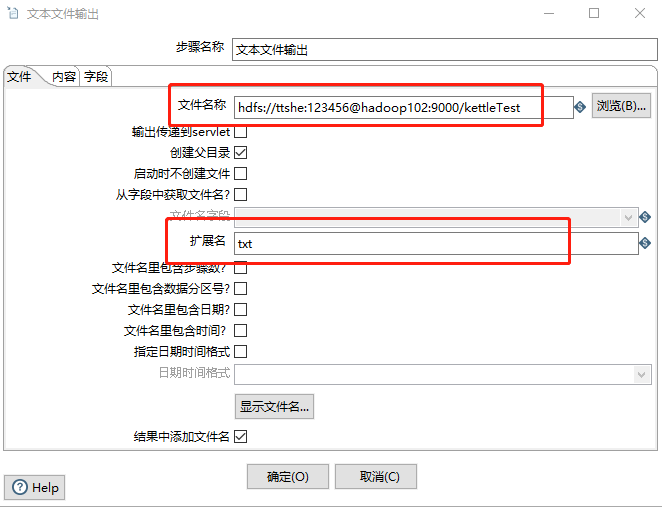 文本文件输出
步骤名称 文本文件输出
文件 内容 字段
文件名称 hdfs://ttshe:123456@hadoop102:9000/kettleTest 浏览(B)...
输出传递到servlet
创建父目录
启动时不创建文件
从字段中获取文件名?
文件名字段
扩展名 txt
文件名里包含步骤数?
文件名里包含数据分区号?
文件名里包含日期?
文件名里包含时间?
指定日期时间格式
日期时间格式
显示文件名...
结果中添加文件名
确定(O) 取消(C)
Help